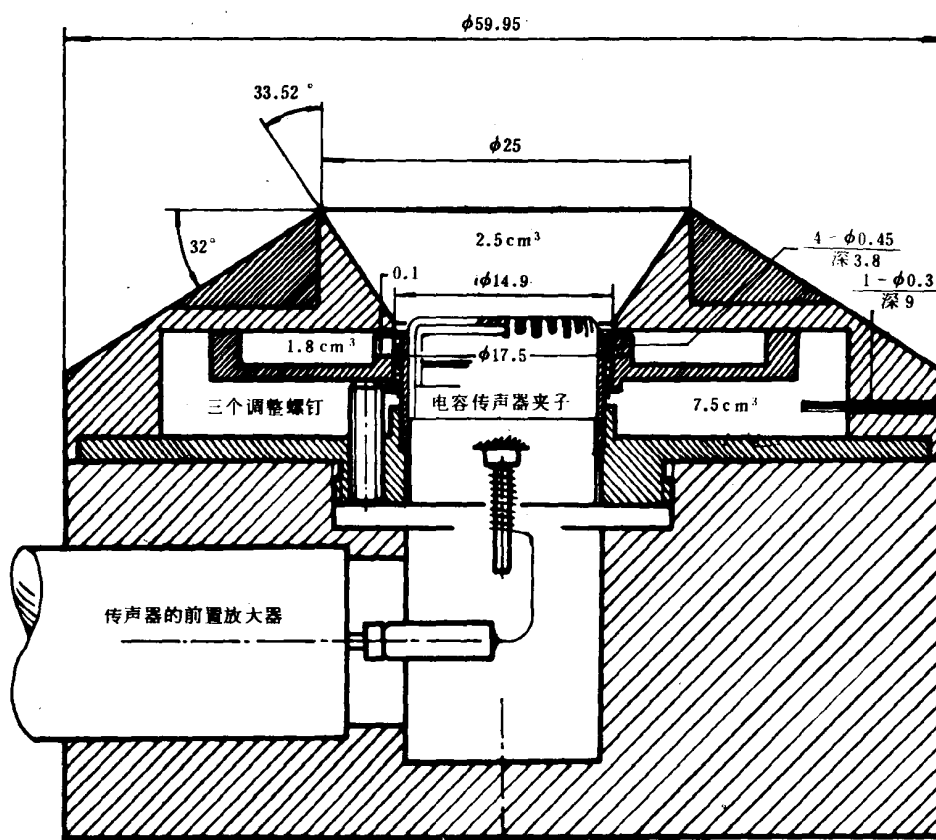 ϕ59.95
33.52°
ϕ25
32°
2.5cm³
4-ϕ0.45
深3.8
0.1
iϕ14.9
1-ϕ0.3
深9
1.8cm³
ϕ17.5
三个调整螺钉
电容传声器夹子
7.5cm³
传声器的前置放大器